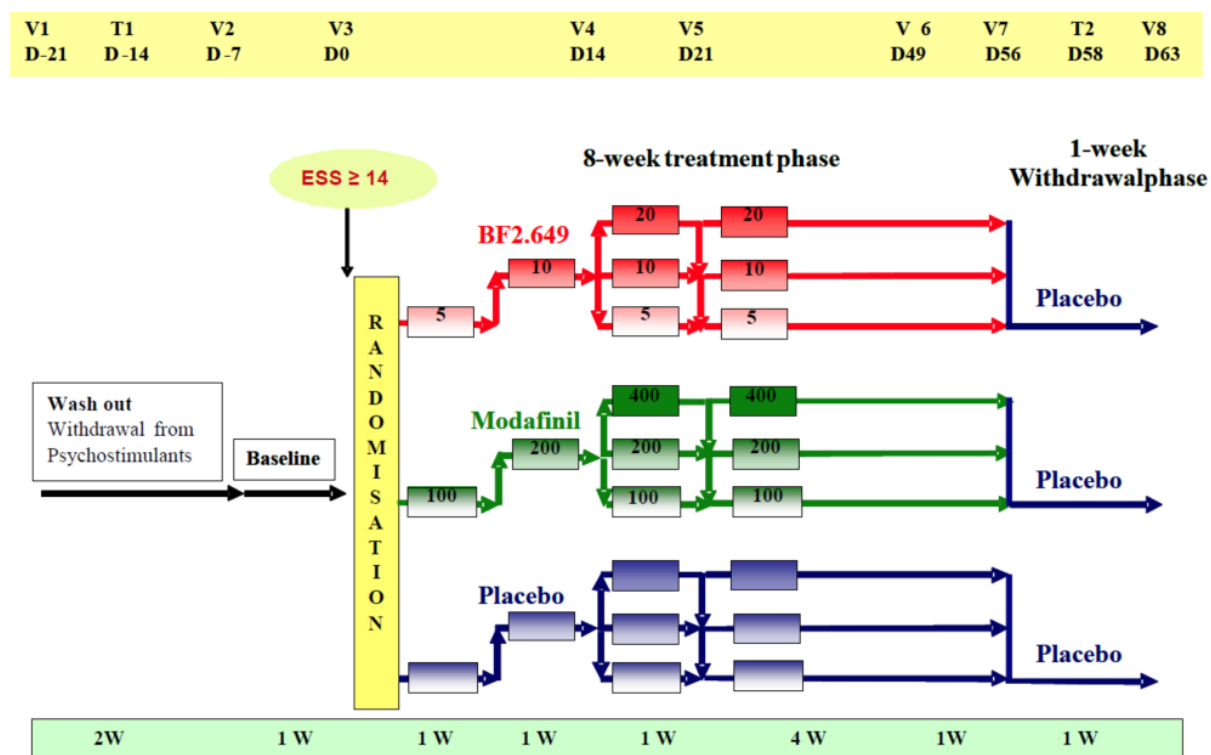 V1 T1 V2 V3 V4 V5 V 6 V7 T2 V8
D-21 D -14 D -7 D0 D14 D21 D49 D56 D58 D63
ESS ≥ 14
8-week treatment phase
1-week
Withdrawalphase
BF2.649
5
10
20
10
5
20
10
5
Placebo
RANDOMISATION
Wash out
Withdrawal from
Psychostimulants
Baseline
Modafinil
100
200
400
200
100
400
200
100
Placebo
Placebo
Placebo
2W 1 W 1 W 1 W 1 W 4 W 1W 1 W